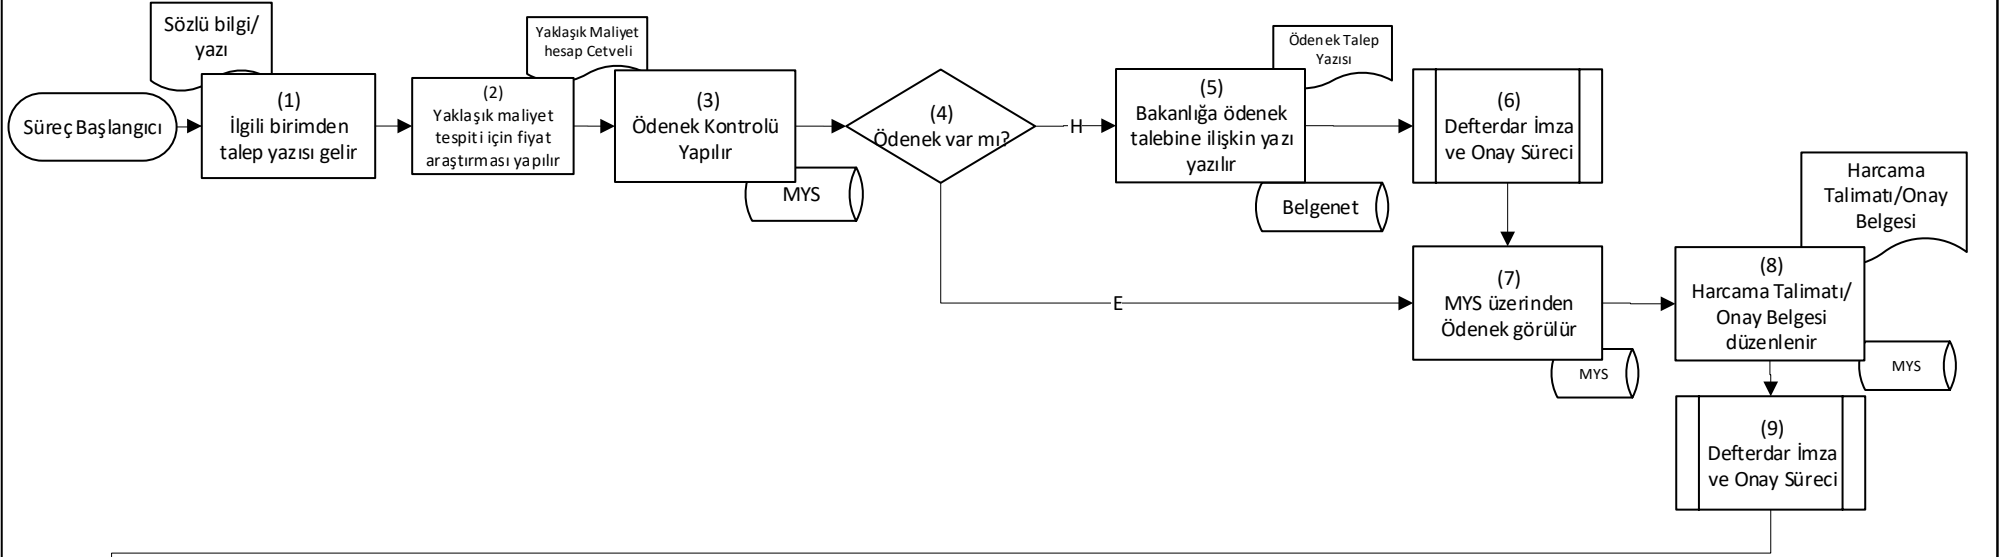 Sözlü bilgi/
yazı
Süreç Başlangıcı
(1)
İlgili birimden
talep yazısı gelir
Yaklaşık Maliyet
hesap Cetveli
(2)
Yaklaşık maliyet
tespiti için fiyat
araştırması yapılır
(3)
Ödenek Kontrolü
Yapılır
MYS
(4)
Ödenek var mı?
H
E
Ödenek Talep
Yazısı
(5)
Bakanlığa ödenek
talebine ilişkin yazı
yazılır
Belgenet
(6)
Defterdar İmza
ve Onay Süreci
(7)
MYS üzerinden
Ödenek görülür
MYS
Harcama
Talimatı/Onay
Belgesi
(8)
Harcama Talimatı/
Onay Belgesi
düzenlenir
MYS
(9)
Defterdar İmza
ve Onay Süreci